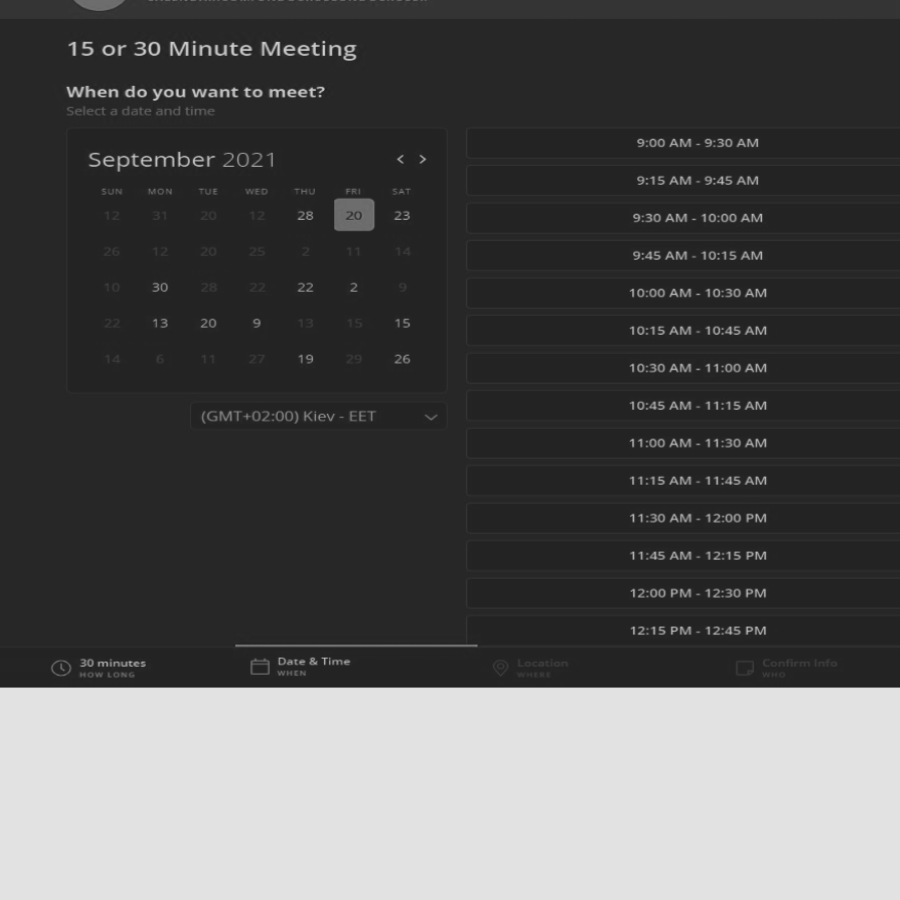 15 or 30 Minute Meeting
When do you want to meet?
Select a date and time
September 2021 < >
SUN MON TUE WED THU FRI SAT
12 31 20 12 28 20 23
26 12 20 25 2 11 14
10 30 28 22 22 2 9
22 13 20 9 13 15 15
14 6 11 27 19 29 26
(GMT+02:00) Kiev - EET
9:00 AM - 9:30 AM
9:15 AM - 9:45 AM
9:30 AM - 10:00 AM
9:45 AM - 10:15 AM
10:00 AM - 10:30 AM
10:15 AM - 10:45 AM
10:30 AM - 11:00 AM
10:45 AM - 11:15 AM
11:00 AM - 11:30 AM
11:15 AM - 11:45 AM
11:30 AM - 12:00 PM
11:45 AM - 12:15 PM
12:00 PM - 12:30 PM
12:15 PM - 12:45 PM
30 minutes
HOW LONG
Date & Time
WHEN
Location
WHERE
Confirm Info
WHO